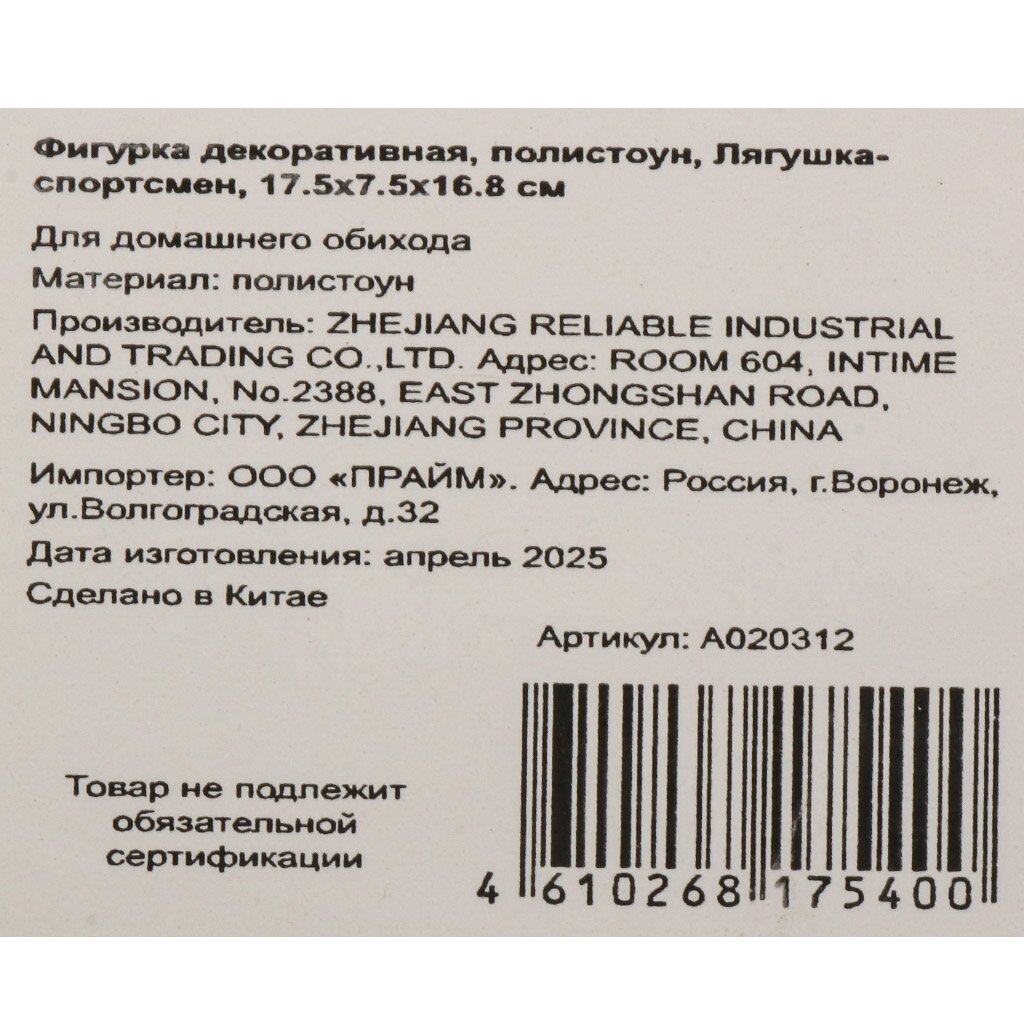 Фигурка декоративная, полистоун, Лягушка-
спортсмен, 17.5х7.5х16.8 см
Для домашнего обихода
Материал: полистоун
Производитель: ZHEJIANG RELIABLE INDUSTRIAL
AND TRADING CO.,LTD. Адрес: ROOM 604, INTIME
MANSION, No.2388, EAST ZHONGSHAN ROAD,
NINGBO CITY, ZHEJIANG PROVINCE, CHINA
Импортер: ООО «ПРАЙМ». Адрес: Россия, г.Воронеж,
ул.Волгоградская, д.32
Дата изготовления: апрель 2025
Сделано в Китае
Артикул: A020312
Товар не подлежит
обязательной
сертификации
4 610268 175400